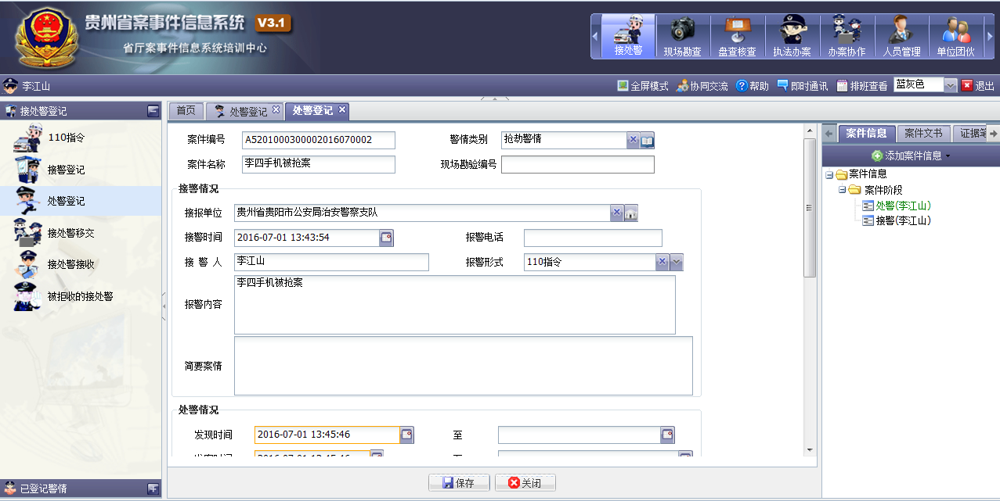 贵州省案事件信息系统 V3.1
省厅案事件信息系统培训中心
接处警 现场勘查 盘查核查 执法办案 办案协作 人员管理 单位团伙
李江山 全屏模式 协同交流 帮助 即时通讯 排班查看 蓝灰色 退出
接处警登记
110指令
接警登记
处警登记
接处警移交
接处警接收
被拒收的接处警
已登记警情
首页 处警登记 处警登记
案件编号 A5201000300002016070002 警情类别 抢劫警情
案件名称 李四手机被抢案 现场勘验编号
接警情况
接报单位 贵州省贵阳市公安局治安警察支队
接警时间 2016-07-01 13:43:54 报警电话
接 警 人 李江山 报警形式 110指令
报警内容 李四手机被抢案
简要案情
处警情况
发现时间 2016-07-01 13:45:46 至
保存 关闭
案件信息 案件文书 证据笔
添加案件信息
案件信息
案件阶段
处警(李江山)
接警(李江山)